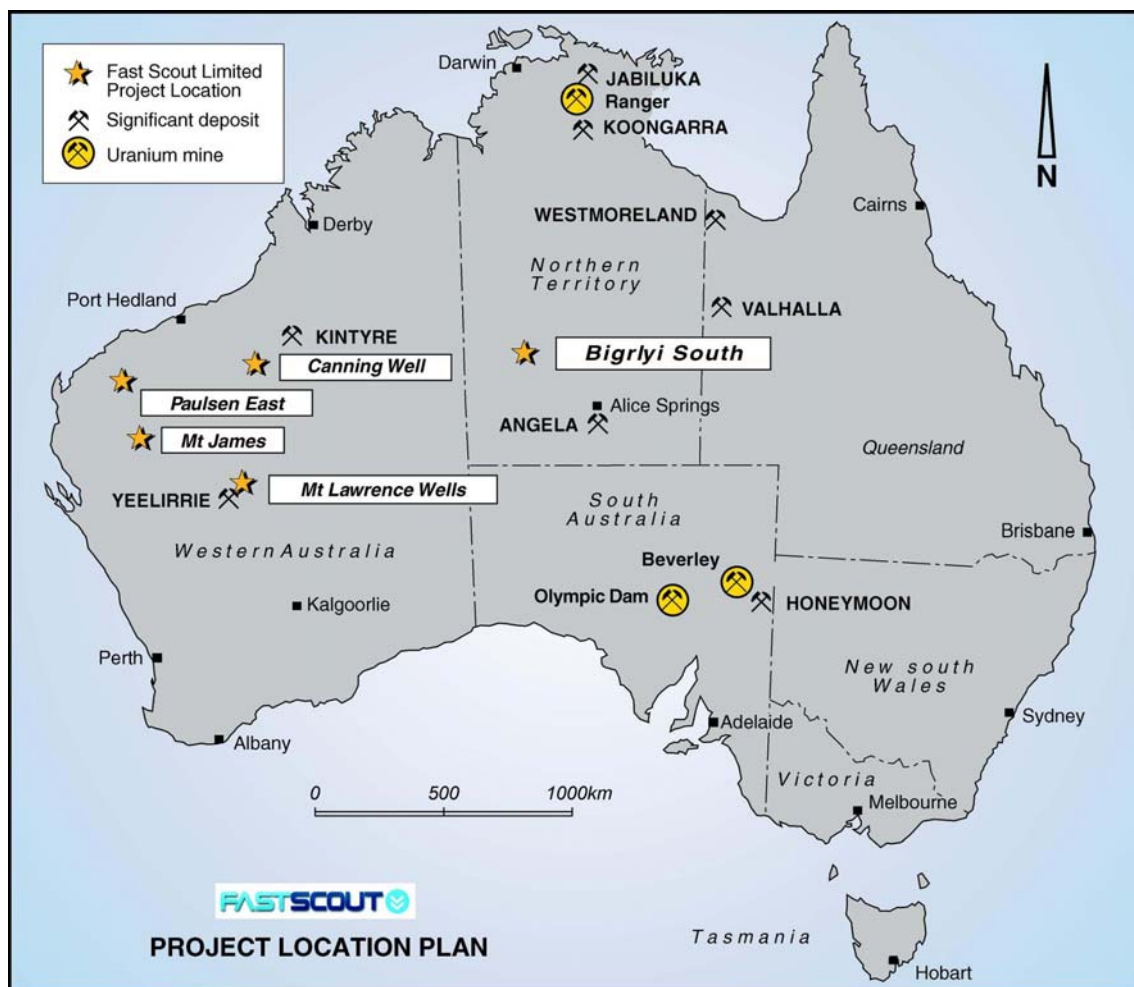 Fast Scout Limited
Project Location
Significant deposit
Uranium mine
Darwin
JABILUKA
Ranger
KOONGARRA
N
WESTMORELAND
Cairns
Derby
Northern
Territory
Port Hedland
VALHALLA
KINTYRE
Canning Well
Bigrlyi South
Paulsen East
Alice Springs
ANGELA
Mt James
Queensland
Mt Lawrence Wells
YEELIRRIE
South
Australia
Western Australia
Brisbane
Beverley
Olympic Dam
HONEYMOON
Kalgoorlie
Perth
New south
Wales
Sydney
Adelaide
Albany
Victoria
0 500 1000km
Melbourne
FASTSCOUT
PROJECT LOCATION PLAN
Tasmania
Hobart